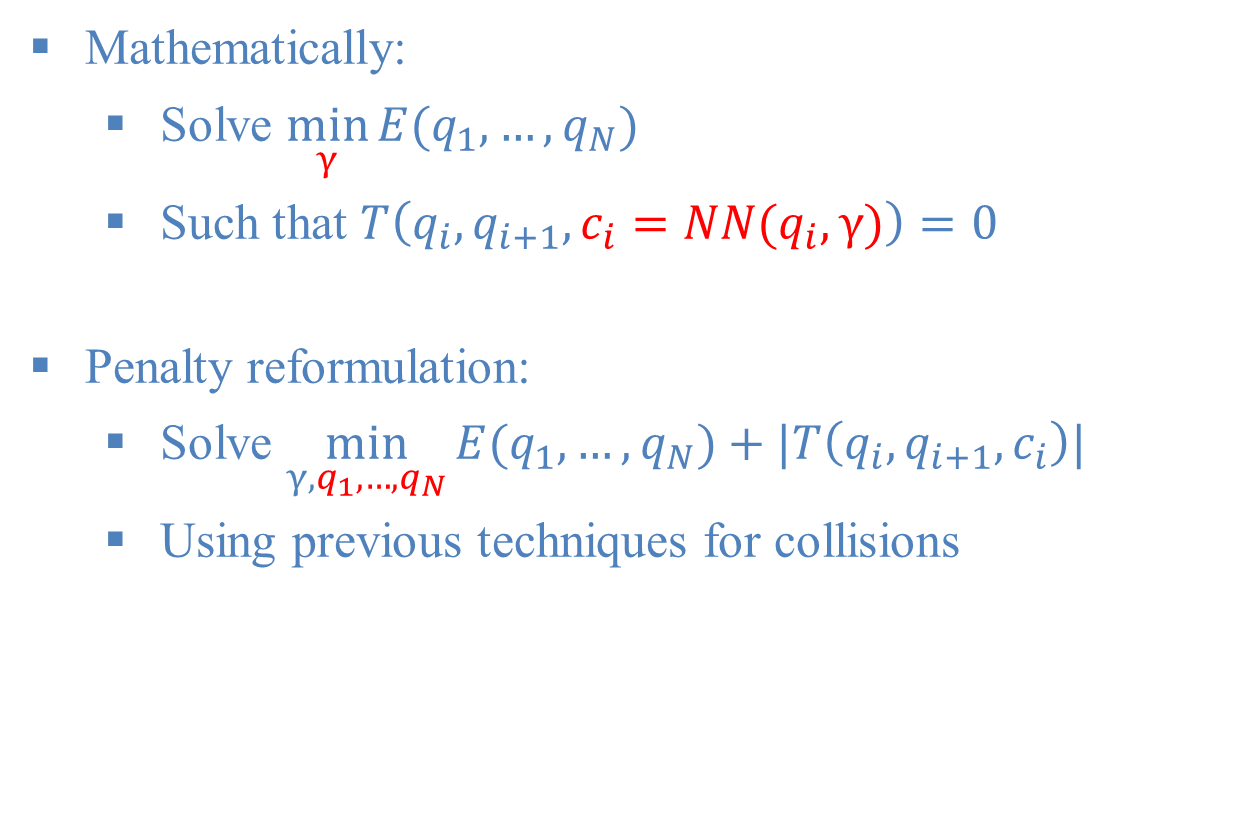 ▪ Mathematically:
▪ Solve min E(q₁, … , q_N)
γ
▪ Such that T(qᵢ, qᵢ₊₁, cᵢ = NN(qᵢ, γ)) = 0
▪ Penalty reformulation:
▪ Solve min E(q₁, … , q_N) + |T(qᵢ, qᵢ₊₁, cᵢ)|
γ,q₁,…,q_N
▪ Using previous techniques for collisions